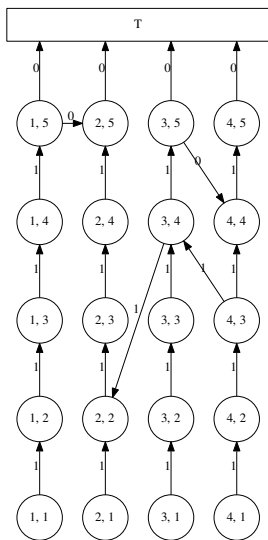 T
0 0 0 0
1, 5 0 2, 5 3, 5 4, 5
0
1 1 1 1
1, 4 2, 4 3, 4 4, 4
1 1 1 1
1
1, 3 2, 3 1 3, 3 4, 3
1 1 1 1
1, 2 2, 2 3, 2 4, 2
1 1 1 1
1, 1 2, 1 3, 1 4, 1